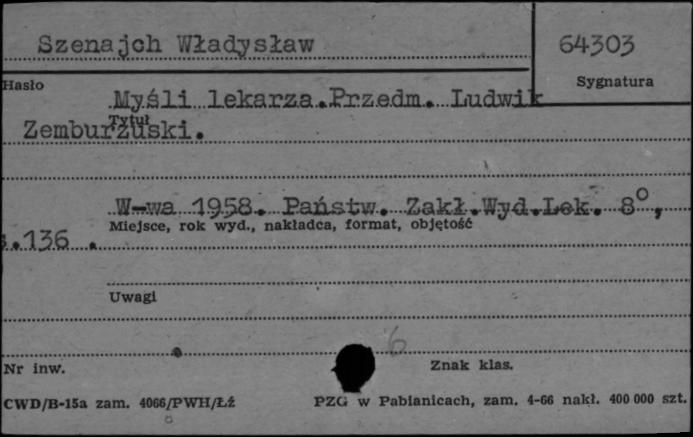 Szenajch Władysław
64303
Hasło
Sygnatura
Myśli lekarza.Przedm. Ludwik
Tytuł
Zemburzuski.
W-wa 1958. Państw. Zakł.Wyd.Lek. 8°,
Miejsce, rok wyd., nakładca, format, objętość
s.136 .
Uwagi
6
Nr inw.
Znak klas.
CWD/B-15a zam. 4066/PWH/Łź
PZG w Pabianicach, zam. 4-66 nakł. 400 000 szt.